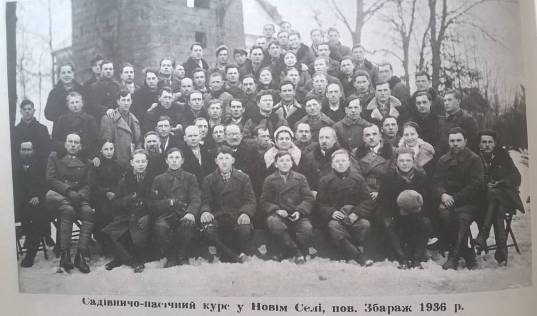 Садівничо-пасічний курс у Новім Селі, пов. Збараж 1936 р.